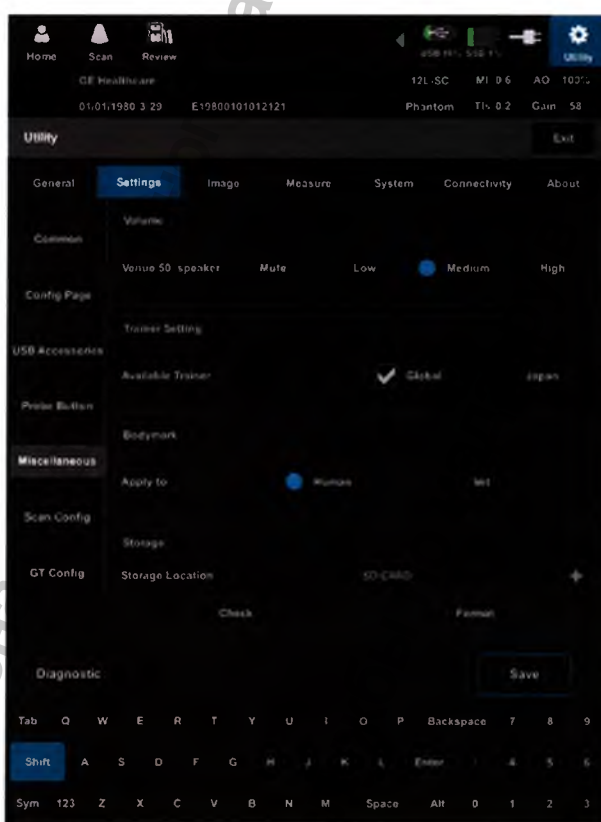 Home Scan Review Utility
GE Healthcare 12L-SC MI 0.6 AO 100%
01/01/1980 3:29 E19800101012121 Phantom TIs 0.2 Gain 58
Utility Exit
General Settings Image Measure System Connectivity About
Volume
Common
Venue 50 speaker Mute Low Medium High
Config Page
Trainer Setting
USB Accessories
Available Trainer Global Japan
Probe Button
Bodymark
Miscellaneous
Apply to Human Vet
Scan Config
Storage
GT Config Storage Location SD-CARD +
Check Format
Diagnostic Save
Tab Q W E R T Y U I O P Backspace 7 8 9
Shift A S D F G H J K L Enter 4 5 6
Sym 123 Z X C V B N M Space Alt 0 1 2 3